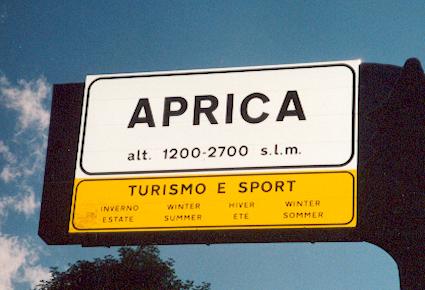 APRICA
alt. 1200-2700 s.l.m.
TURISMO E SPORT
INVERNO WINTER HIVER WINTER
ESTATE SUMMER ETE SOMMER